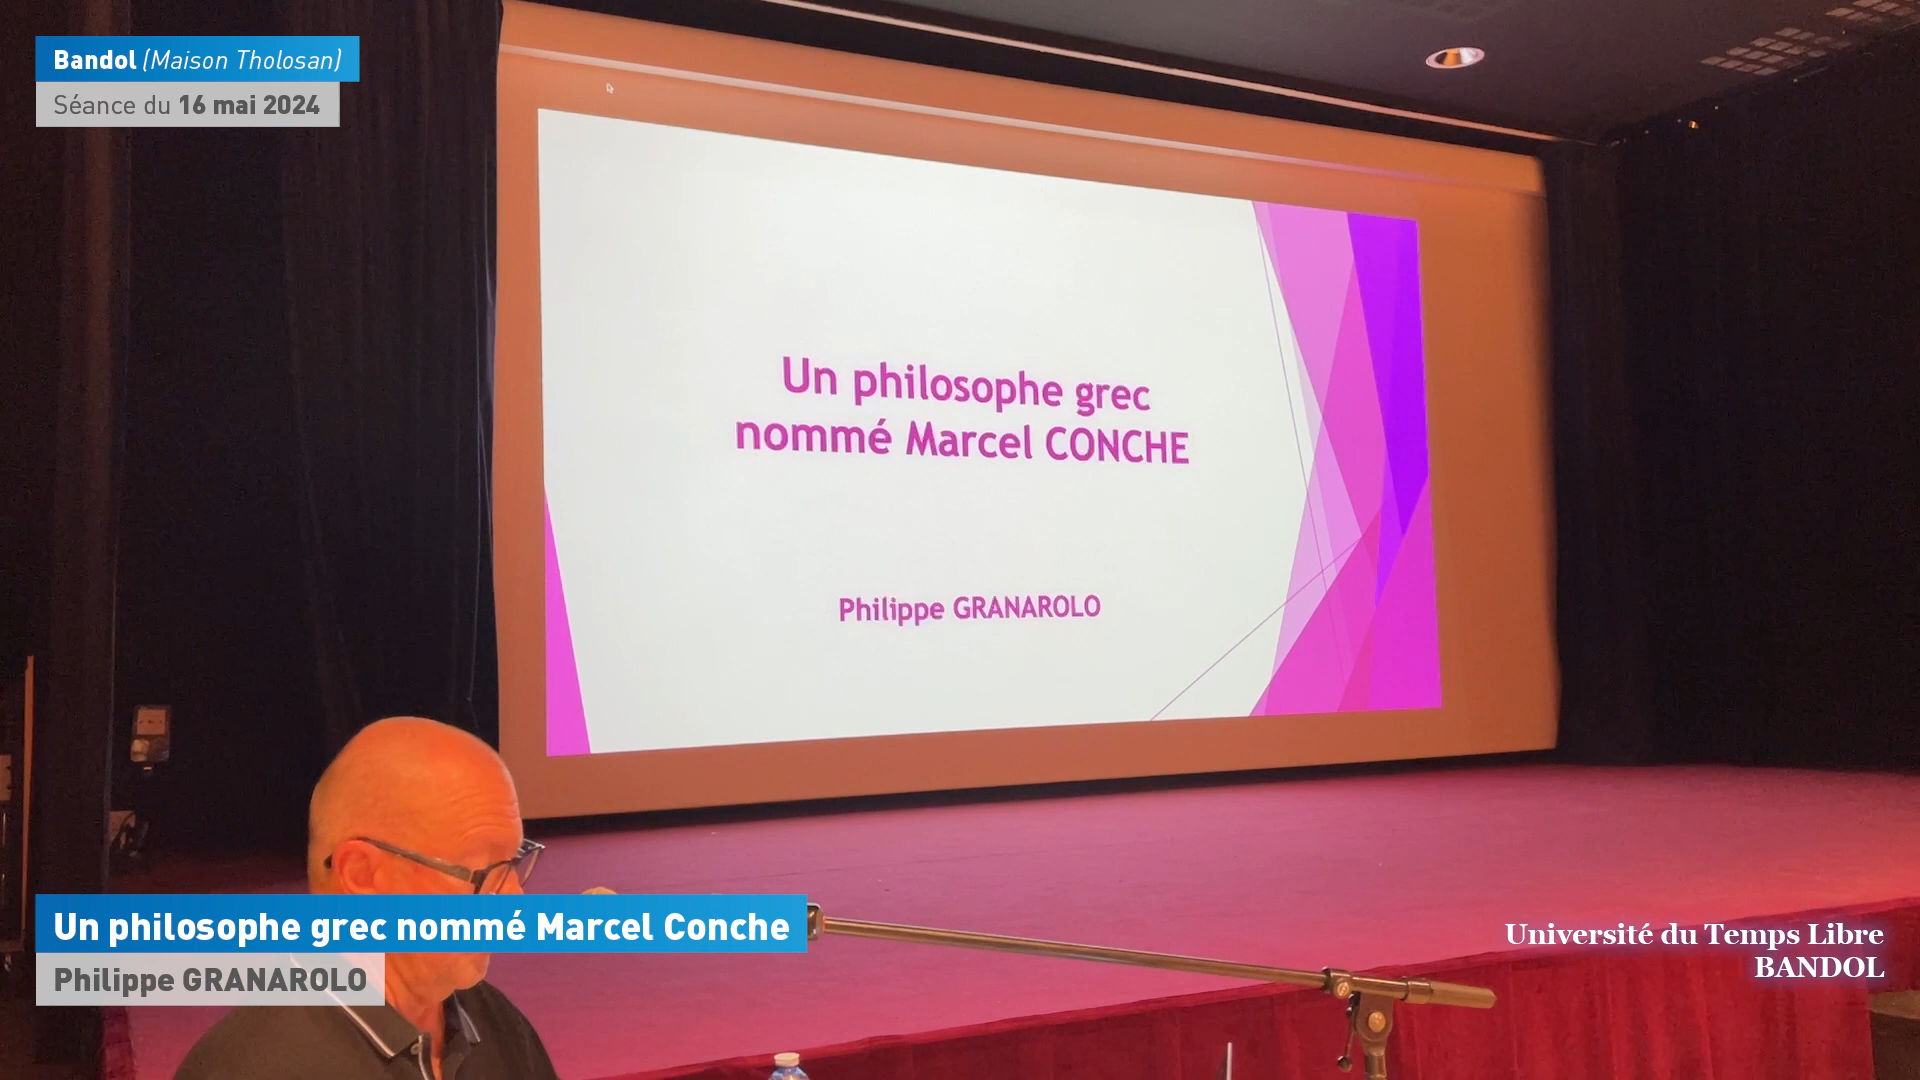 Bandol (Maison Tholosan)
Séance du 16 mai 2024
Un philosophe grec
nommé Marcel CONCHE
Philippe GRANAROLO
Un philosophe grec nommé Marcel Conche
Philippe GRANAROLO
Université du Temps Libre
BANDOL